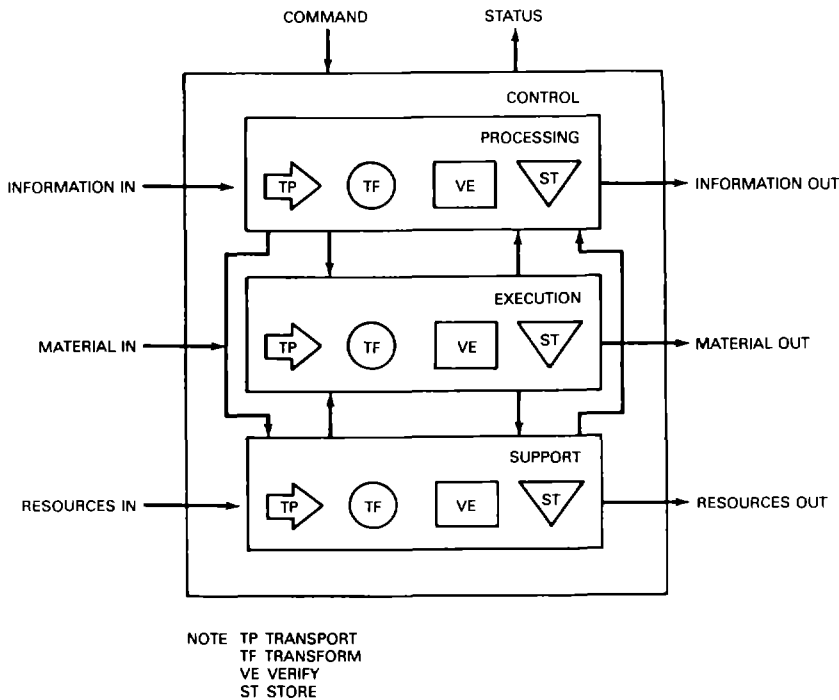 COMMAND
STATUS
CONTROL
PROCESSING
INFORMATION IN
TP
TF
VE
ST
INFORMATION OUT
EXECUTION
MATERIAL IN
TP
TF
VE
ST
MATERIAL OUT
SUPPORT
RESOURCES IN
TP
TF
VE
ST
RESOURCES OUT
NOTE TP TRANSPORT
TF TRANSFORM
VE VERIFY
ST STORE